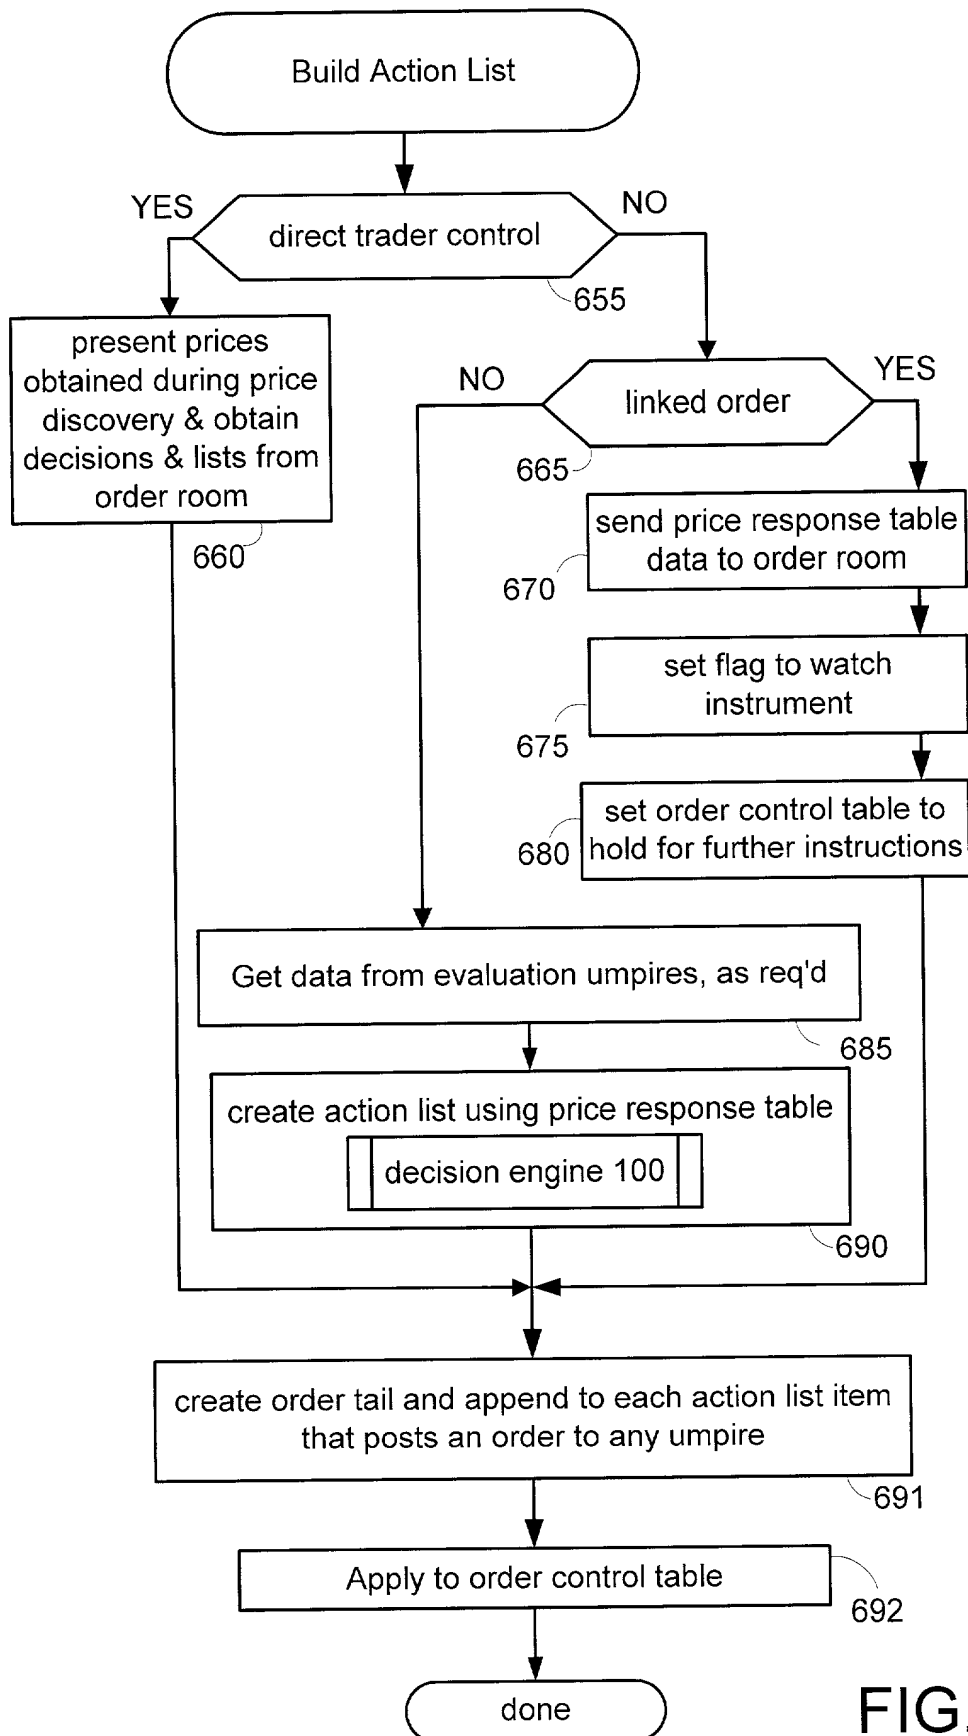 Build Action List
YES
NO
direct trader control
655
present prices
obtained during price
discovery & obtain
decisions & lists from
order room
660
NO
YES
linked order
665
send price response table
data to order room
670
set flag to watch
instrument
675
set order control table to
hold for further instructions
680
Get data from evaluation umpires, as req'd
685
create action list using price response table
decision engine 100
690
create order tail and append to each action list item
that posts an order to any umpire
691
Apply to order control table
692
done
FIG.